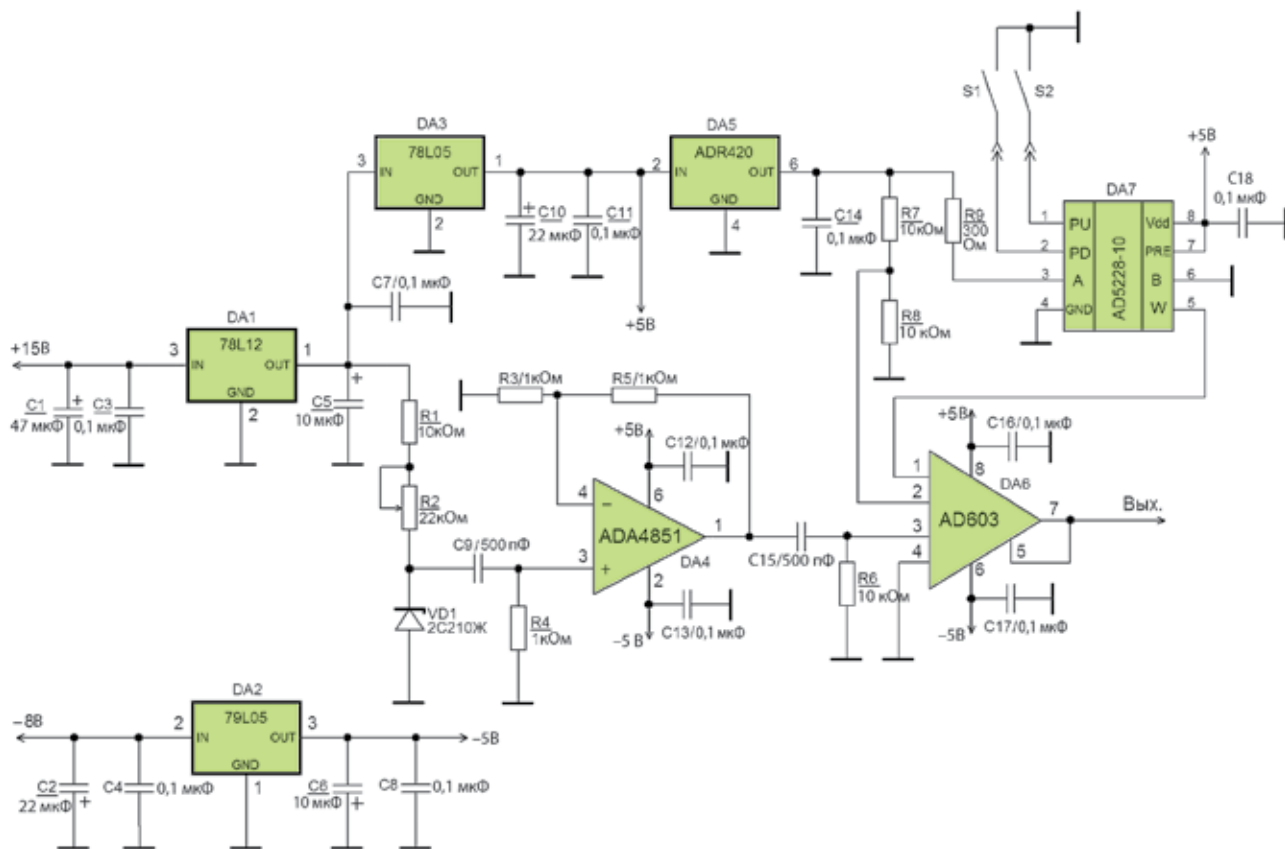 S1
S2
+5В
C18
0,1 мкФ
DA7
1
PU
Vdd
8
2
PD
PRE
7
3
A
B
6
4
GND
W
5
AD5228-10
DA3
78L05
3
IN
OUT
1
GND
2
C10
22 мкФ
C11
0,1 мкФ
+5В
DA5
ADR420
2
IN
OUT
6
GND
4
C14
0,1 мкФ
R7
10кОм
R9
300
Ом
R8
10 кОм
C7/0,1 мкФ
+15В
DA1
78L12
3
IN
OUT
1
GND
2
C1
47 мкФ
C3
0,1 мкФ
C5
10 мкФ
R1
10кОм
R2
22кОм
R3/1кОм
R5/1кОм
+5В
C12/0,1 мкФ
6
4
−
ADA4851
1
3
+
DA4
2
C13/0,1 мкФ
−5 В
C9/500 пФ
R4
1кОм
VD1
2С210Ж
C15/500 пФ
R6
10 кОм
+5В
C16/0,1 мкФ
8
DA6
1
2
3
4
AD603
7
5
6
Вых.
−5В
C17/0,1 мкФ
DA2
79L05
−8В
2
IN
OUT
3
−5В
GND
1
C2
22 мкФ
C4
0,1 мкФ
C6
10 мкФ
C8
0,1 мкФ